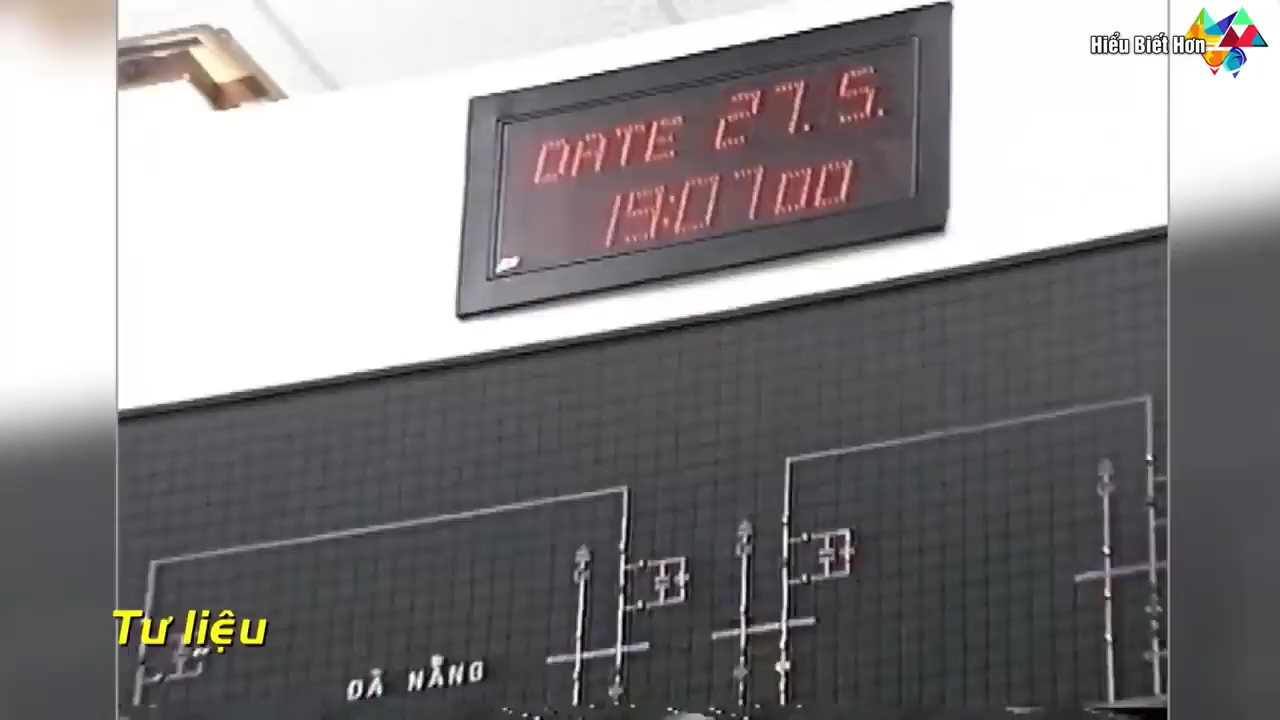 Hiểu Biết Hơn
DATE 27. 5.
19:07 00
Tư liệu
ĐÀ NẴNG